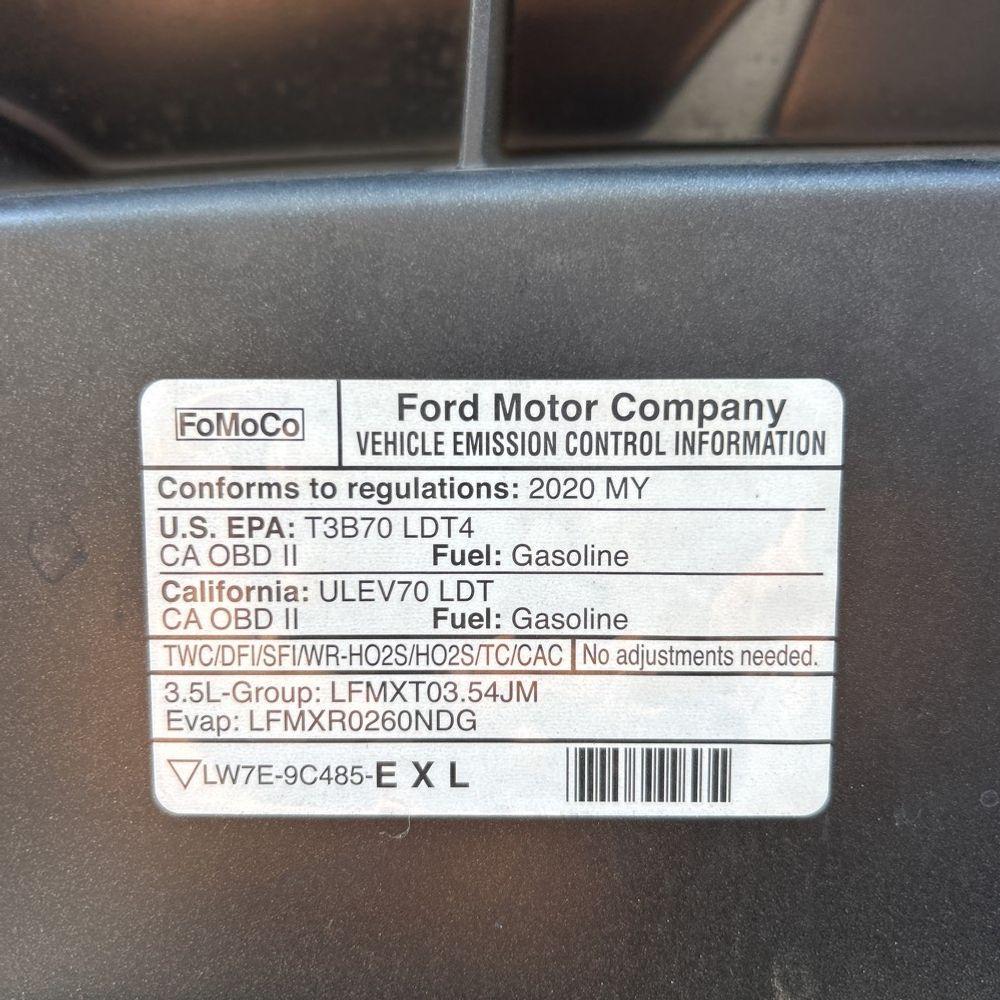 FoMoCo
Ford Motor Company
VEHICLE EMISSION CONTROL INFORMATION
Conforms to regulations: 2020 MY
U.S. EPA: T3B70 LDT4
CA OBD II Fuel: Gasoline
California: ULEV70 LDT
CA OBD II Fuel: Gasoline
TWC/DFI/SFI/WR-HO2S/HO2S/TC/CAC No adjustments needed.
3.5L-Group: LFMXT03.54JM
Evap: LFMXR0260NDG
LW7E-9C485-E X L